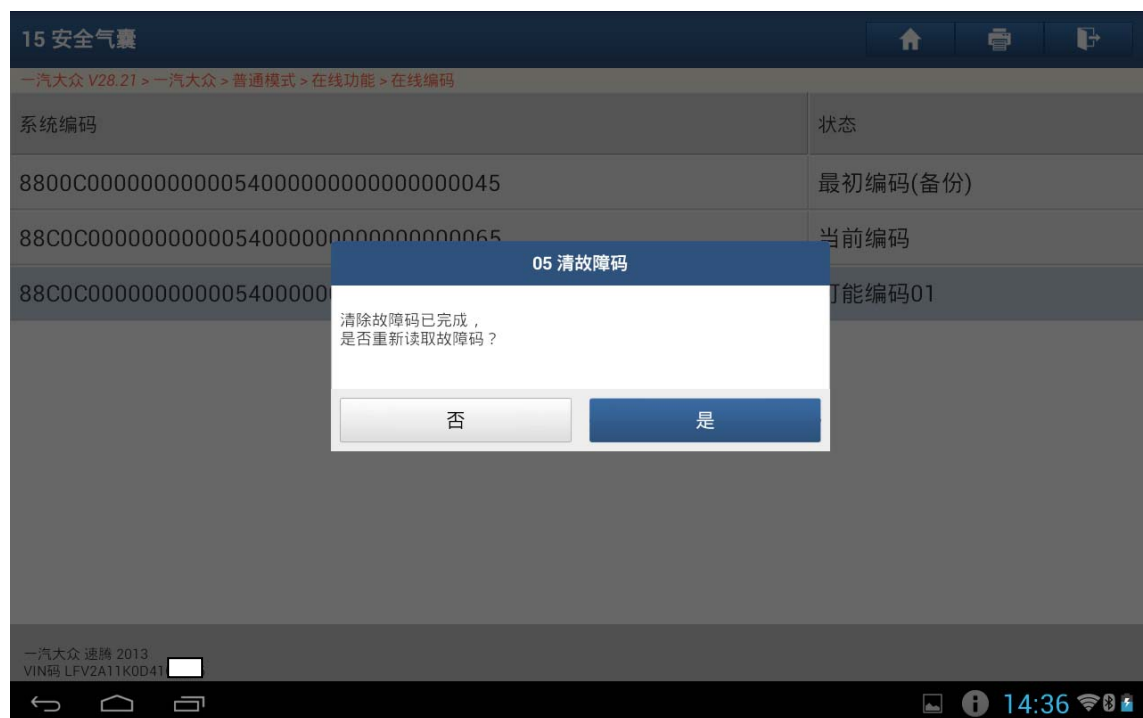 15 安全气囊
一汽大众 V28.21 > 一汽大众 > 普通模式 > 在线功能 > 在线编码
系统编码 状态
8800C00000000000540000000000000000045 最初编码(备份)
88C0C00000000000540000000000000000065 当前编码
88C0C000000000005400000 可能编码01
05 清故障码
清除故障码已完成，
是否重新读取故障码？
否 是
一汽大众 速腾 2013
VIN码 LFV2A11K0D41
14:36